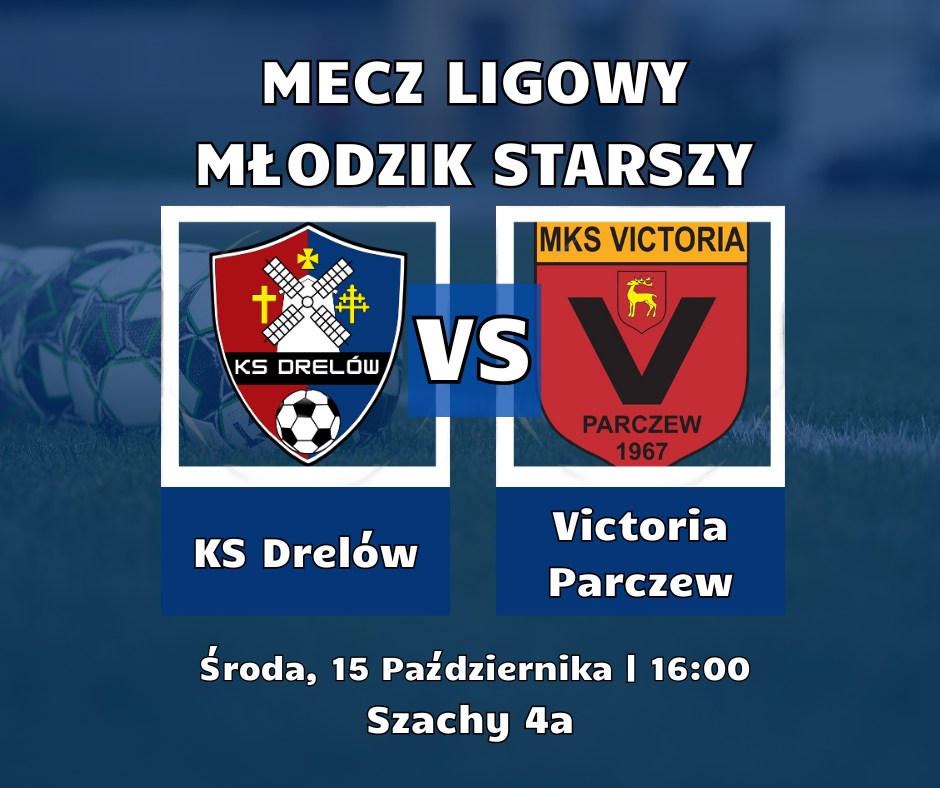 MECZ LIGOWY
MŁODZIK STARSZY
KS DRELÓW
VS
MKS VICTORIA
V
PARCZEW
1967
KS Drelów
Victoria
Parczew
Środa, 15 Października | 16:00
Szachy 4a